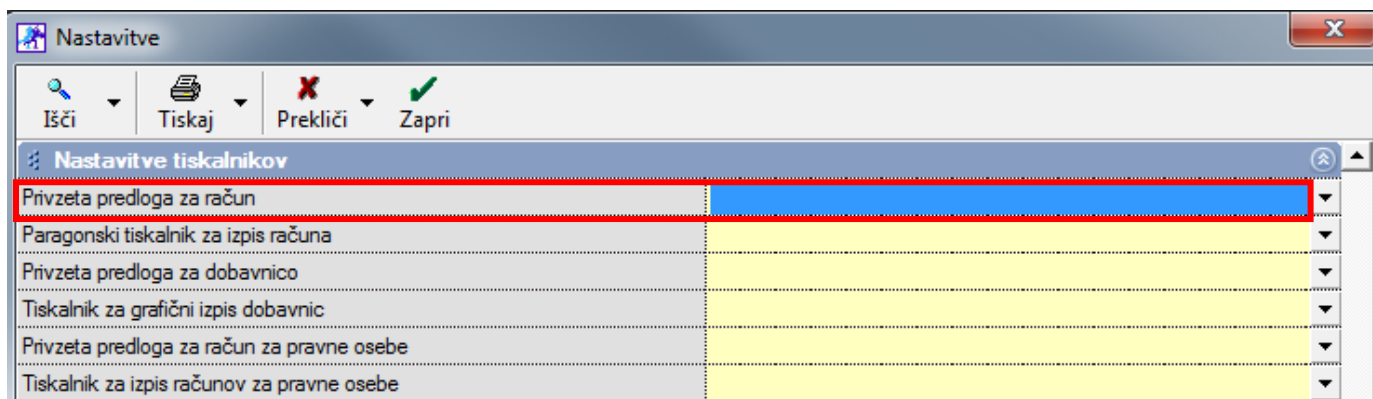 Nastavitve
Išči Tiskaj Prekliči Zapri
Nastavitve tiskalnikov
Privzeta predloga za račun
Paragonski tiskalnik za izpis računa
Privzeta predloga za dobavnico
Tiskalnik za grafični izpis dobavnic
Privzeta predloga za račun za pravne osebe
Tiskalnik za izpis računov za pravne osebe